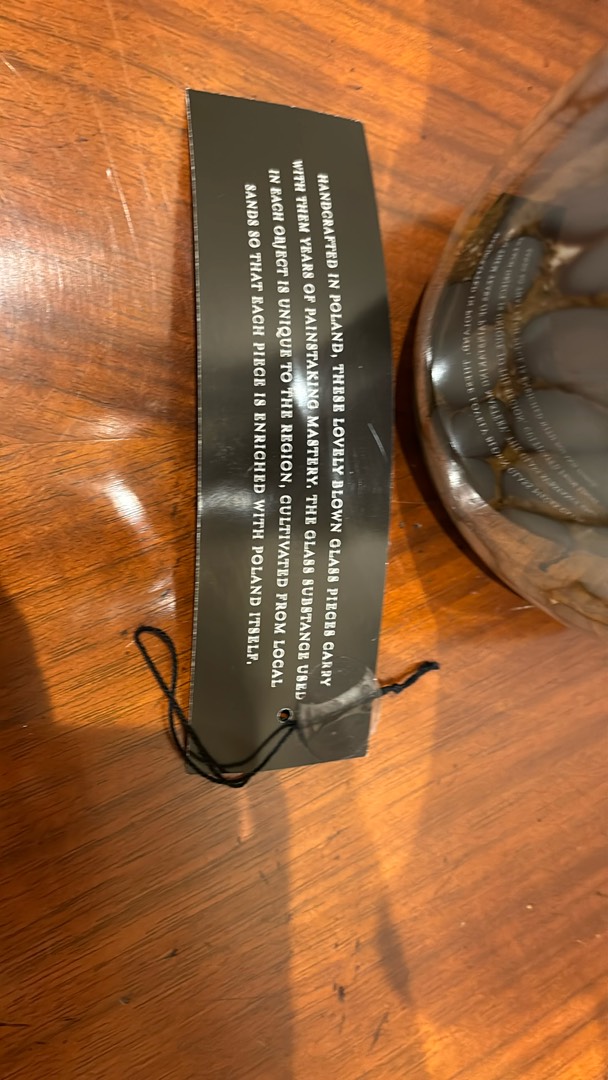 HANDCRAFTED IN POLAND, THESE LOVELY BLOWN GLASS PIECES CARRY
WITH THEM YEARS OF PAINSTAKING MASTERY. THE GLASS SUBSTANCE USED
IN EACH OBJECT IS UNIQUE TO THE REGION, CULTIVATED FROM LOCAL
SANDS SO THAT EACH PIECE IS ENRICHED WITH POLAND ITSELF.